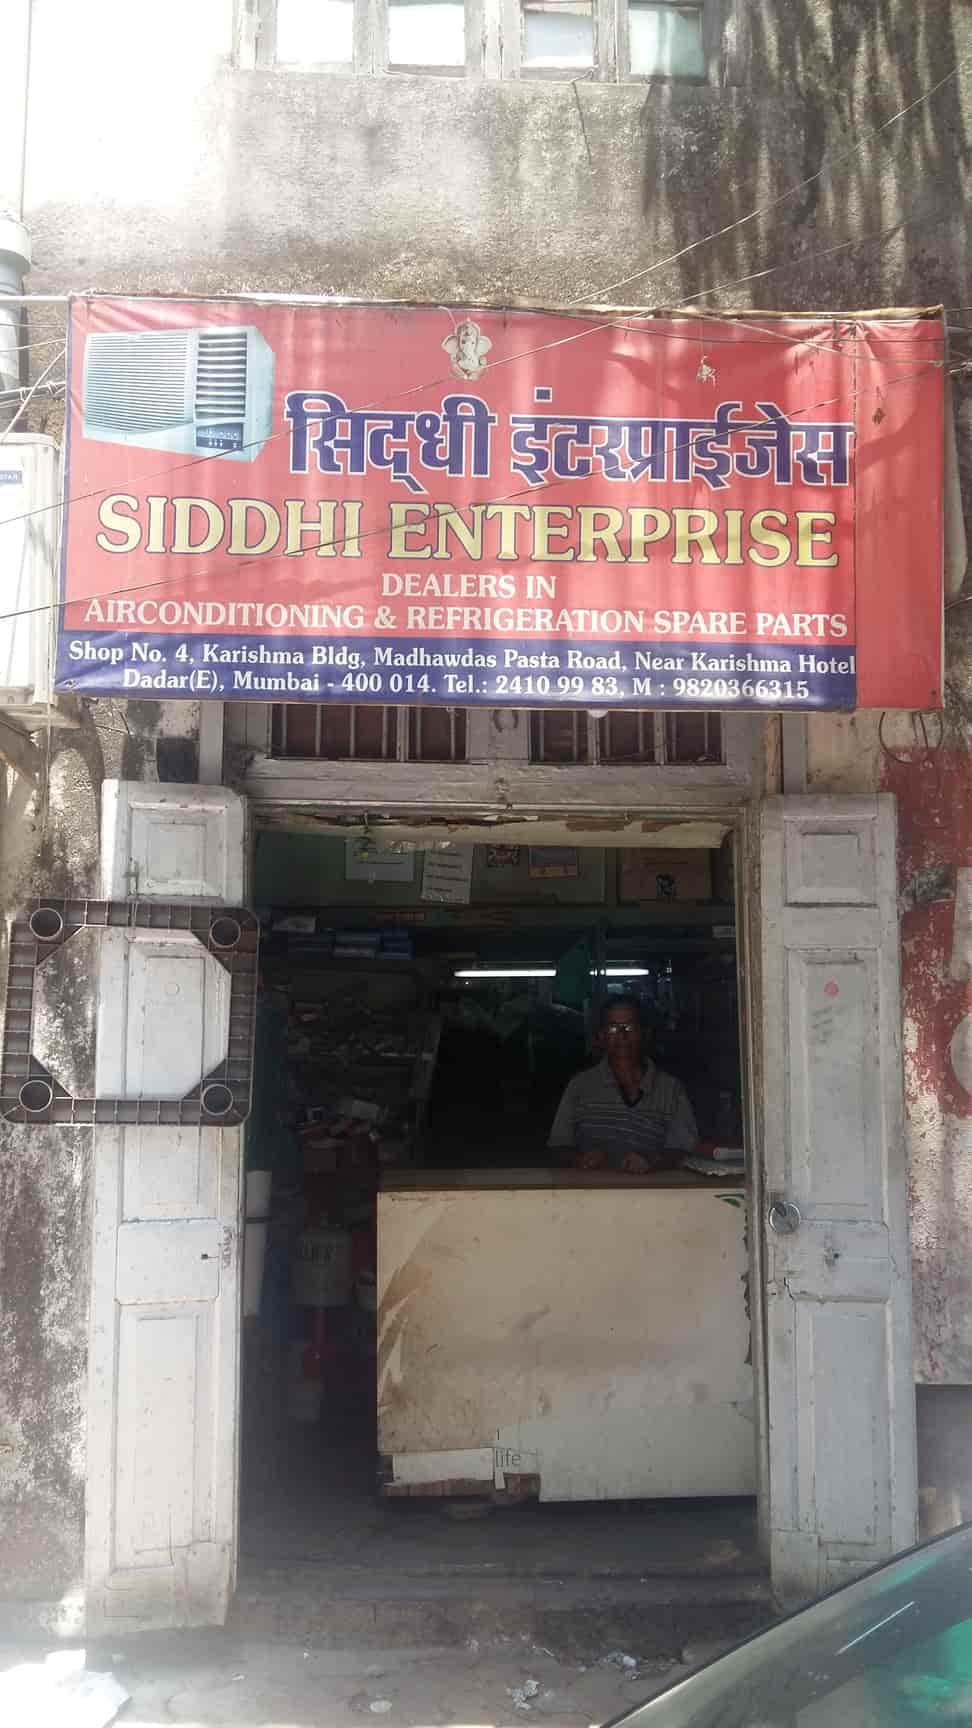 सिद्धी इंटरप्राईजेस
SIDDHI ENTERPRISE
DEALERS IN
AIRCONDITIONING & REFRIGERATION SPARE PARTS
Shop No. 4, Karishma Bldg, Madhawdas Pasta Road, Near Karishma Hotel
Dadar(E), Mumbai - 400 014. Tel.: 2410 99 83, M : 9820366315
life